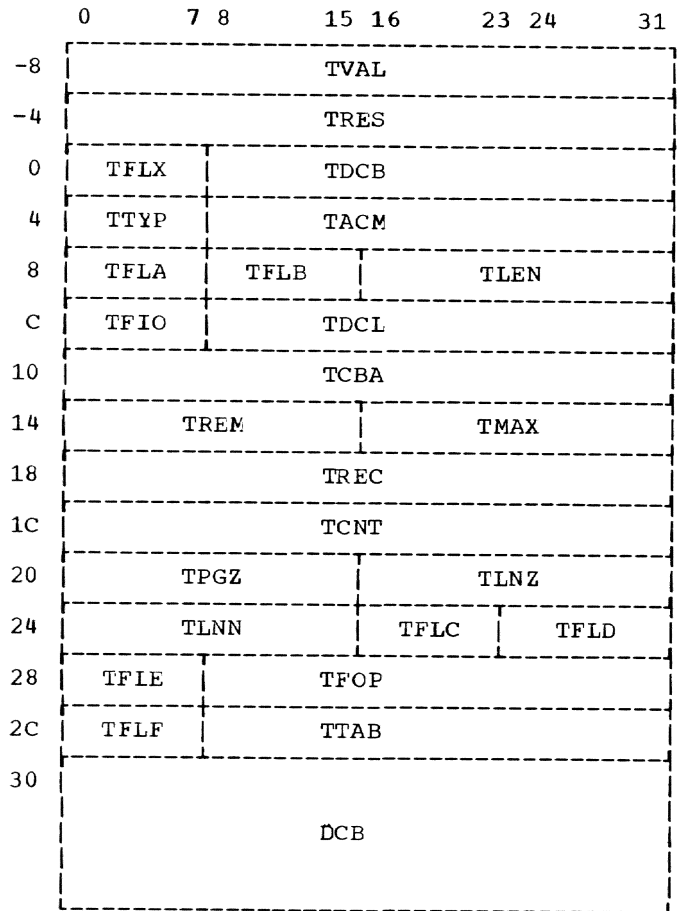 0 7 8 15 16 23 24 31
-8 TVAL
-4 TRES
0 TFLX TDCB
4 TTYP TACM
8 TFLA TFLB TLEN
C TFIO TDCL
10 TCBA
14 TREM TMAX
18 TREC
1C TCNT
20 TPGZ TLNZ
24 TLNN TFLC TFLD
28 TFLE TFOP
2C TFLF TTAB
30
DCB